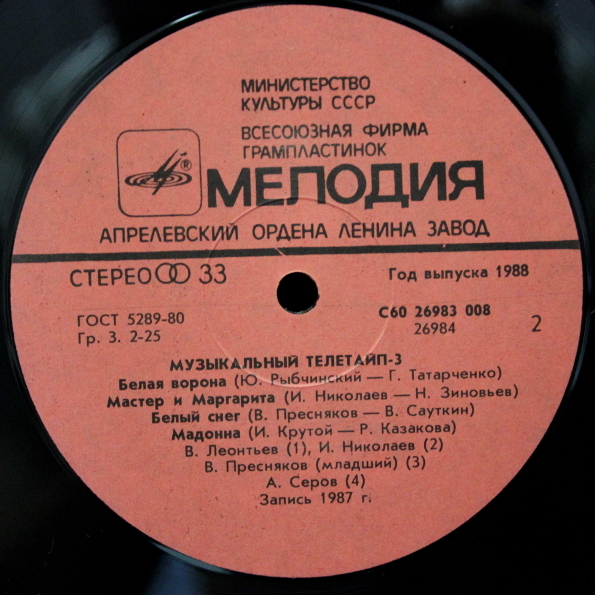 МИНИСТЕРСТВО
КУЛЬТУРЫ СССР
ВСЕСОЮЗНАЯ ФИРМА
ГРАМПЛАСТИНОК
® МЕЛОДИЯ
АПРЕЛЕВСКИЙ ОРДЕНА ЛЕНИНА ЗАВОД
СТЕРЕО 33
Год выпуска 1988
ГОСТ 5289-80
Гр. 3. 2-25
С60 26983 008
26984
2
МУЗЫКАЛЬНЫЙ ТЕЛЕТАЙП-3
Белая ворона (Ю. Рыбчинский — Г. Татарченко)
Мастер и Маргарита (И. Николаев — Н. Зиновьев)
Белый снег (В. Пресняков — В. Сауткин)
Мадонна (И. Крутой — Р. Казакова)
В. Леонтьев (1), И. Николаев (2)
В. Пресняков (младший) (3)
А. Серов (4)
Запись 1987 г.